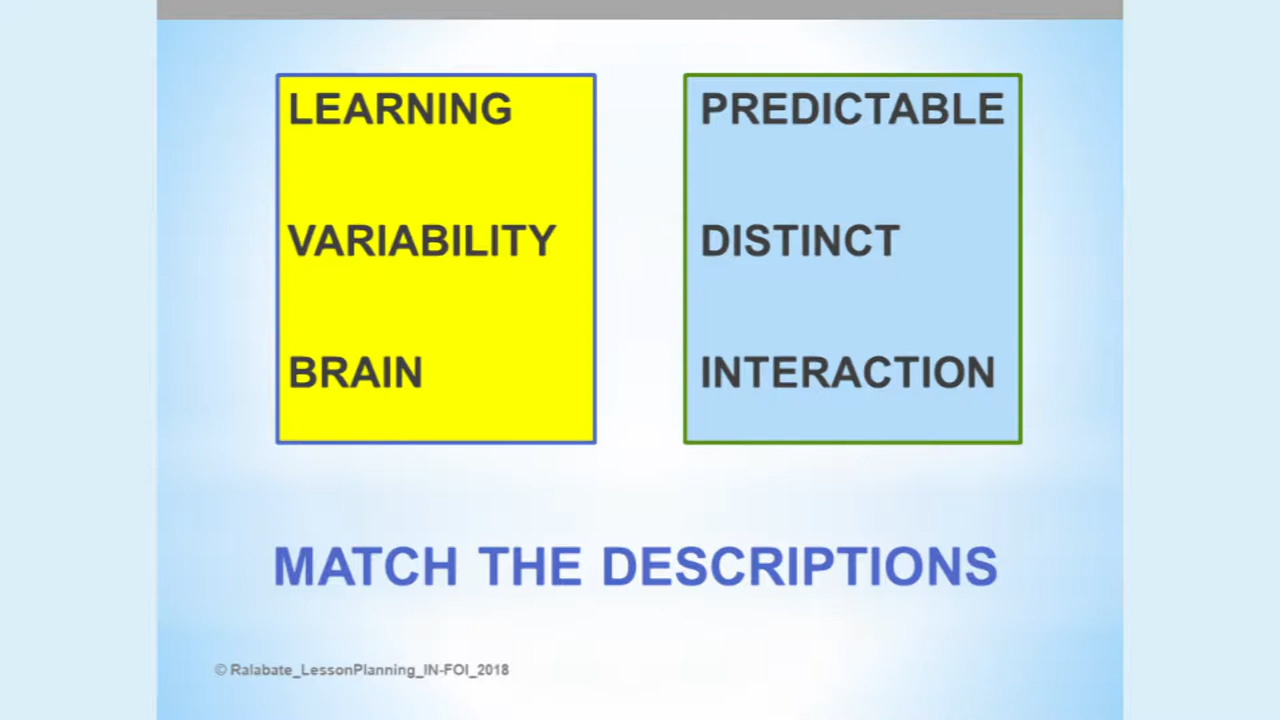 LEARNING
VARIABILITY
BRAIN
PREDICTABLE
DISTINCT
INTERACTION
MATCH THE DESCRIPTIONS
© Ralabate_LessonPlanning_IN-FOI_2018